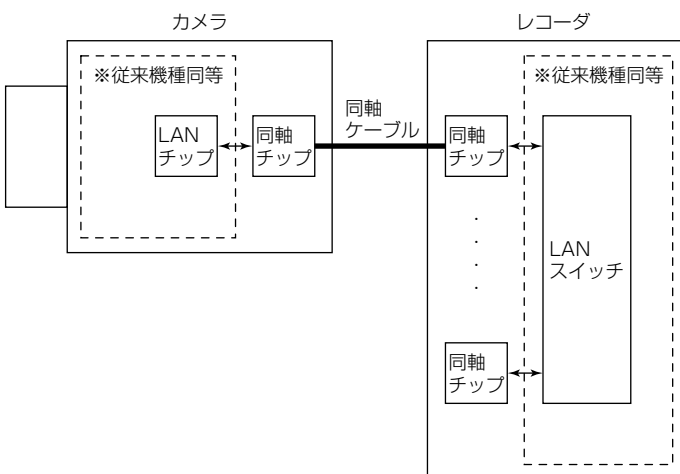 カメラ
※従来機種同等
LAN
チップ
同軸
チップ
同軸
ケーブル
レコーダ
※従来機種同等
同軸
チップ
LAN
スイッチ
同軸
チップ